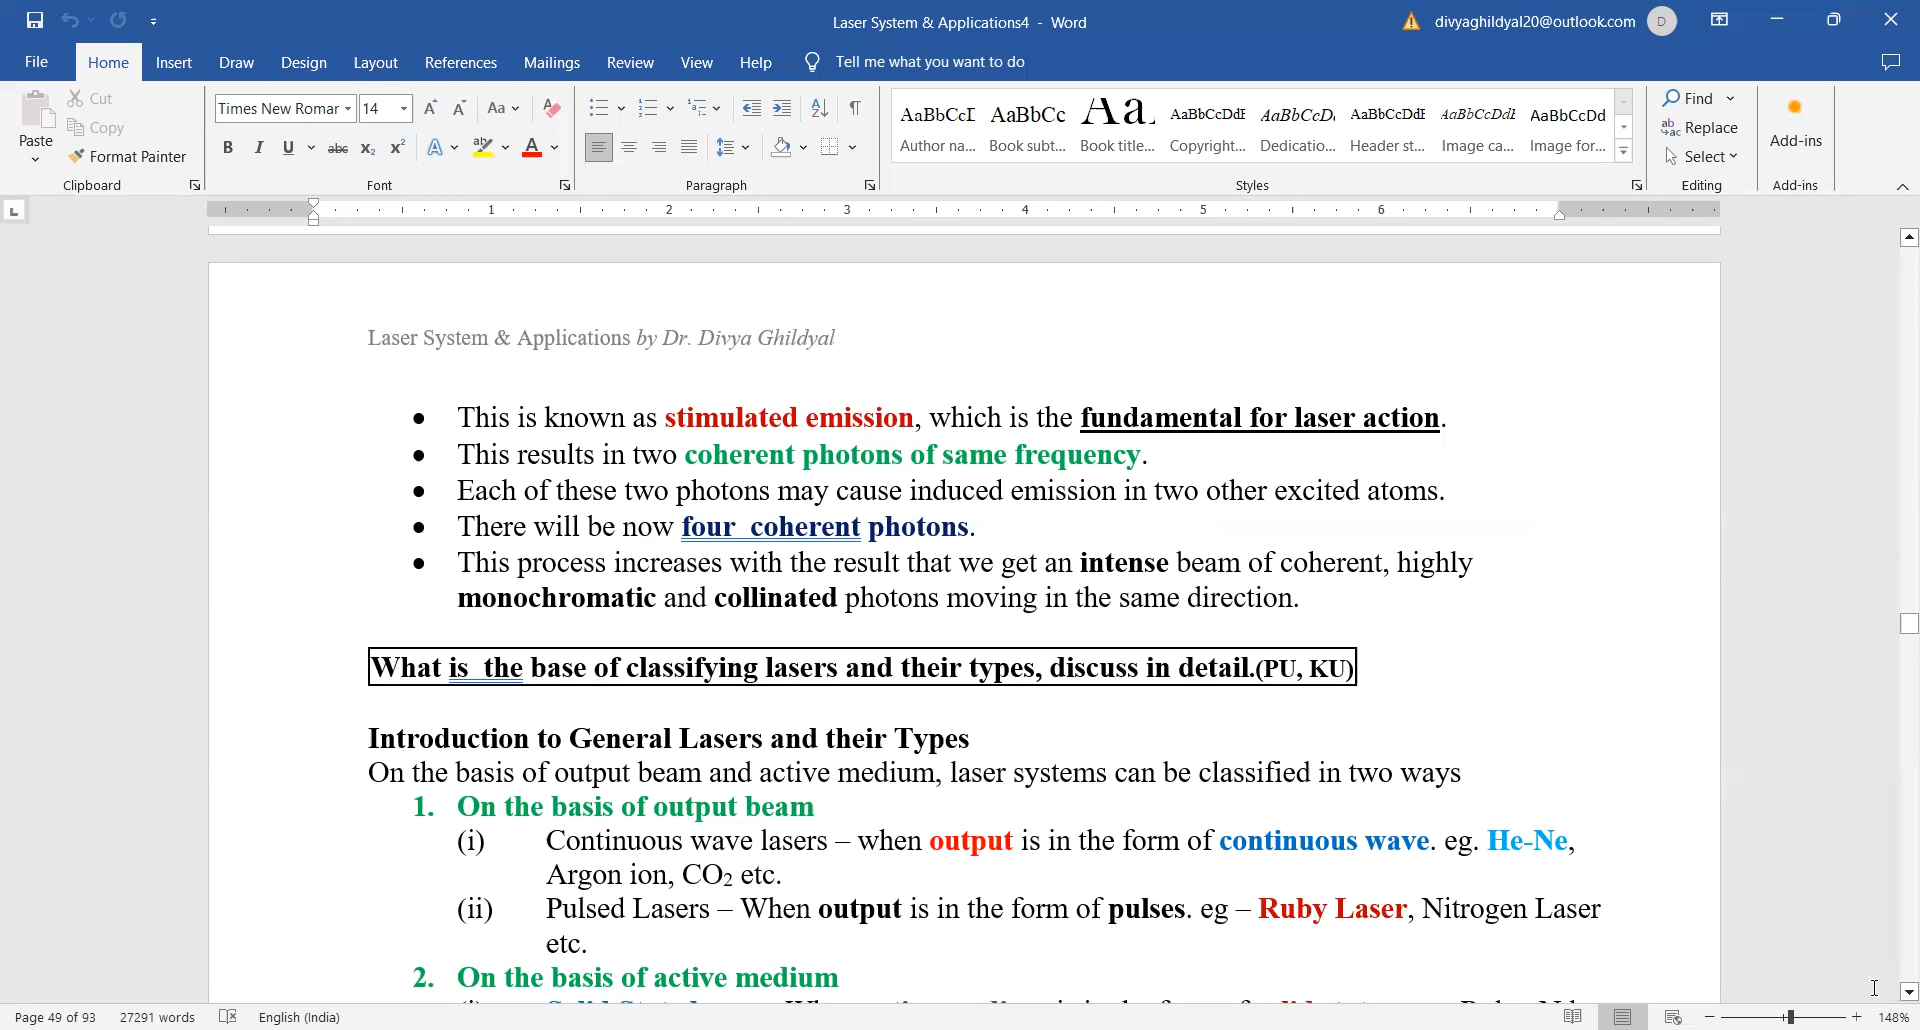 Laser System & Applications4 - Word
divyaghildyal20@outlook.com
D
File Home Insert Draw Design Layout References Mailings Review View Help Tell me what you want to do
Paste
Cut
Copy
Format Painter
Clipboard
Times New Romar 14
Font
Paragraph
AaBbCcI AaBbCc Aa. AaBbCcDdE AaBbCcD AaBbCcDdE AaBbCcDdE AaBbCcDd
Author na... Book subt... Book title... Copyright... Dedicatio... Header st... Image ca... Image for...
Styles
Find
Replace
Select
Editing
Add-ins
Add-ins
1 2 3 4 5 6
Laser System & Applications by Dr. Divya Ghildyal
• This is known as stimulated emission, which is the fundamental for laser action.
• This results in two coherent photons of same frequency.
• Each of these two photons may cause induced emission in two other excited atoms.
• There will be now four coherent photons.
• This process increases with the result that we get an intense beam of coherent, highly
monochromatic and collinated photons moving in the same direction.
What is the base of classifying lasers and their types, discuss in detail.(PU, KU)
Introduction to General Lasers and their Types
On the basis of output beam and active medium, laser systems can be classified in two ways
1. On the basis of output beam
(i) Continuous wave lasers – when output is in the form of continuous wave. eg. He-Ne,
Argon ion, CO2 etc.
(ii) Pulsed Lasers – When output is in the form of pulses. eg – Ruby Laser, Nitrogen Laser
etc.
2. On the basis of active medium
Page 49 of 93 27291 words English (India) 148%